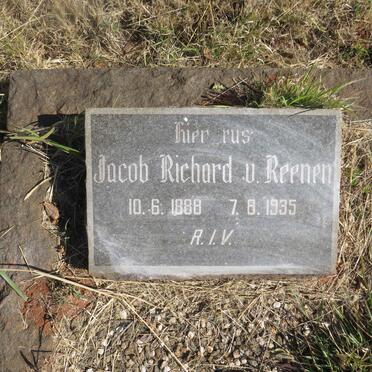 Hier rus
Jacob Richard v. Reenen
10.6.1888 7.8.1935
R.I.V.